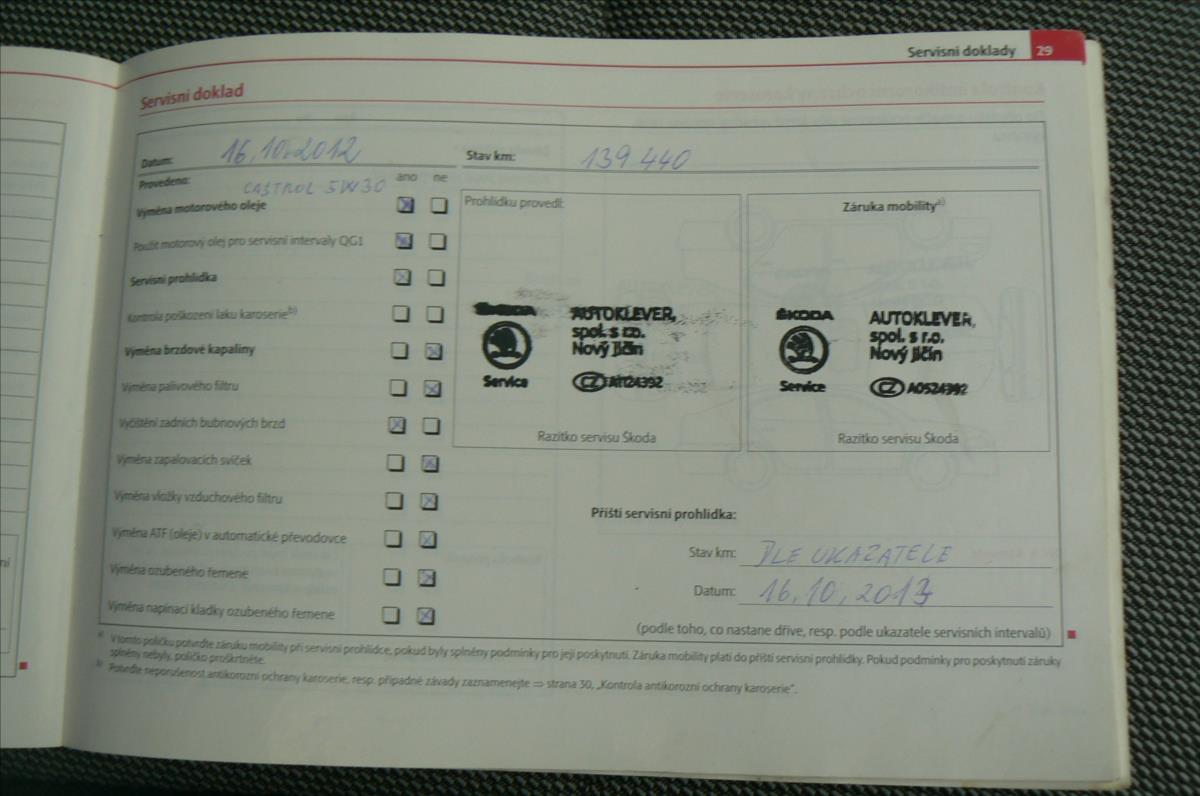 Servisní doklady 29
Servisní doklad
Datum: 16.10.2012 Stav km: 139 440
Provedeno: CASTROL 5W30 ano ne
Výměna motorového oleje
Použit motorový olej pro servisní intervaly QG1
Servisní prohlídka
Kontrola poškození laku karoserie b)
Výměna brzdové kapaliny
Výměna palivového filtru
Vyčištění zadních bubnových brzd
Výměna zapalovacích svíček
Výměna vložky vzduchového filtru
Výměna ATF (oleje) v automatické převodovce
Výměna ozubeného řemene
Výměna napínací kladky ozubeného řemene
Prohlídku provedl:
ŠKODA
Service
AUTOKLEVER,
spol. s r.o.
Nový Jičín
CZ
Razítko servisu Škoda
Záruka mobility a)
ŠKODA
Service
AUTOKLEVER,
spol. s r.o.
Nový Jičín
CZ A0524392
Razítko servisu Škoda
Příští servisní prohlídka:
Stav km: DLE UKAZATELE
Datum: 16.10.2013
(podle toho, co nastane dříve, resp. podle ukazatele servisních intervalů)
a) V tomto políčku potvrďte záruku mobility při servisní prohlídce, pokud byly splněny podmínky pro její poskytnutí. Záruka mobility platí do příští servisní prohlídky. Pokud podmínky pro poskytnutí záruky
splněny nebyly, políčko proškrtněte.
b) Potvrďte neporušenost antikorozní ochrany karoserie, resp. případné závady zaznamenejte ⇒ strana 30, „Kontrola antikorozní ochrany karoserie“.